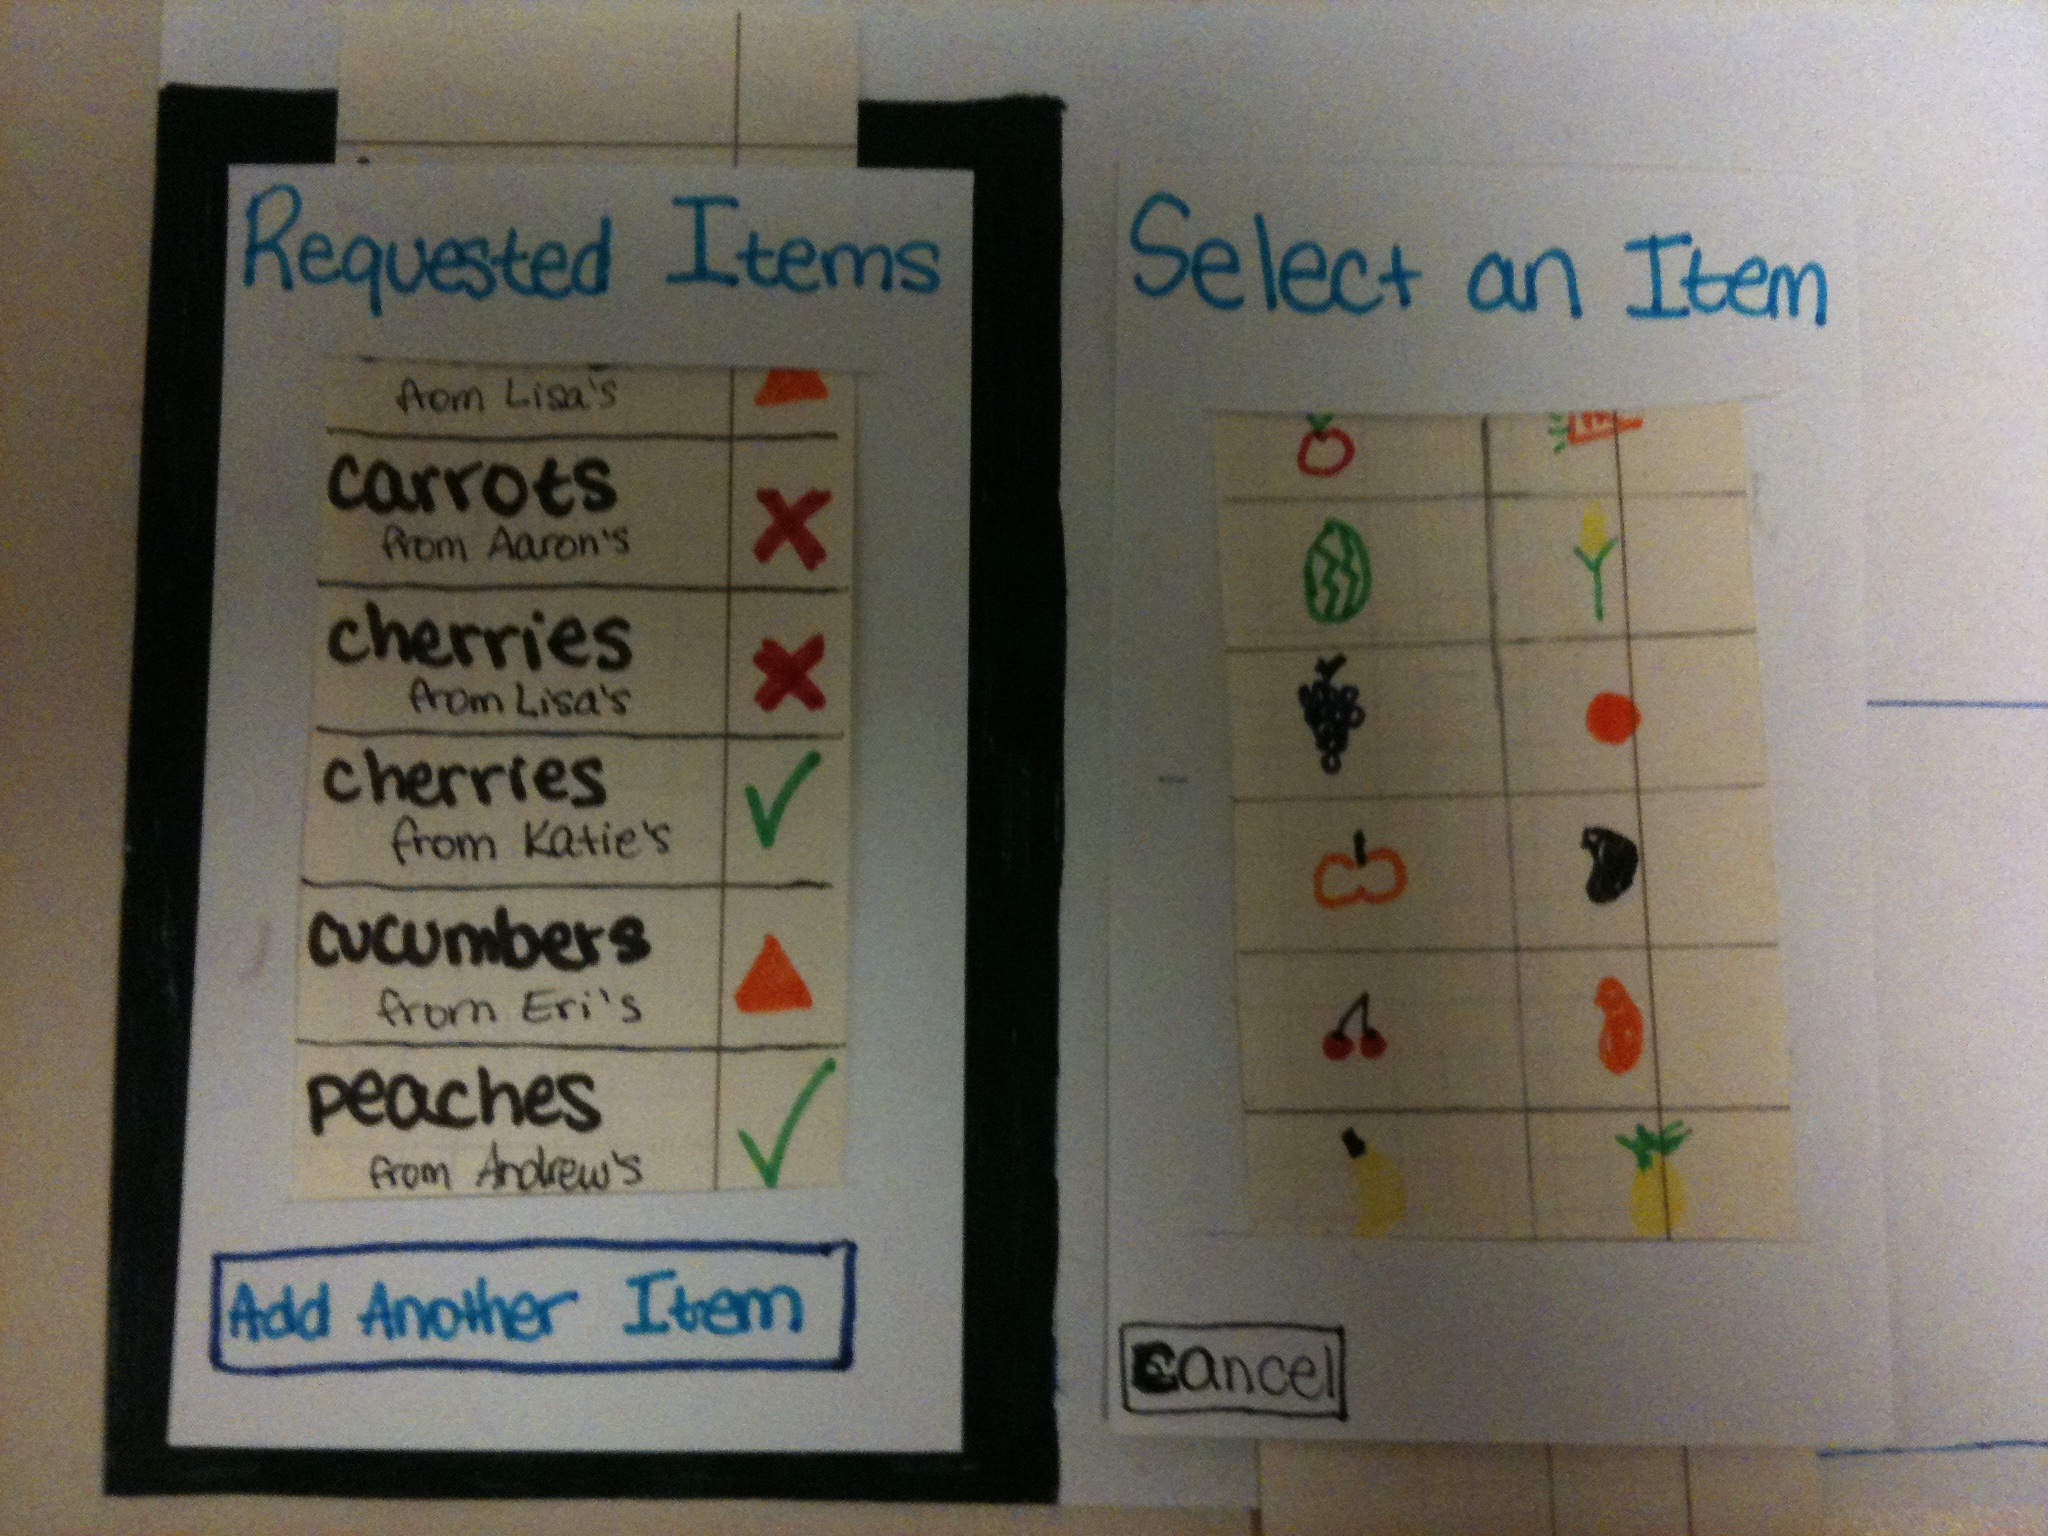 Requested Items
from Lisa's
carrots
from Aaron's
cherries
from Lisa's
cherries
from Katie's
cucumbers
from Eri's
peaches
from Andrew's
Add Another Item
Select an Item
Cancel